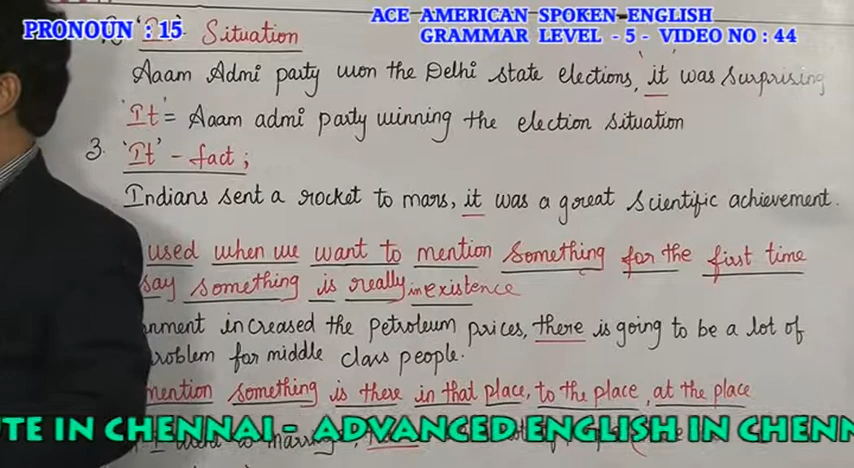 ACE AMERICAN SPOKEN ENGLISH
PRONOUN : 15
GRAMMAR LEVEL - 5 - VIDEO NO : 44
'It' Situation
Aaam Admi party won the Delhi state elections, 'it' was surprising
'It' = Aaam admi party winning the election situation
3. 'It' - fact;
Indians sent a rocket to mars, it was a great scientific achievement.
used when we want to mention something for the first time
say something is really in existence
nment increased the petroleum prices, there is going to be a lot of
problem for middle class people.
mention something is there in that place, to the place, at the place
UTE IN CHENNAI - ADVANCED ENGLISH IN CHENN